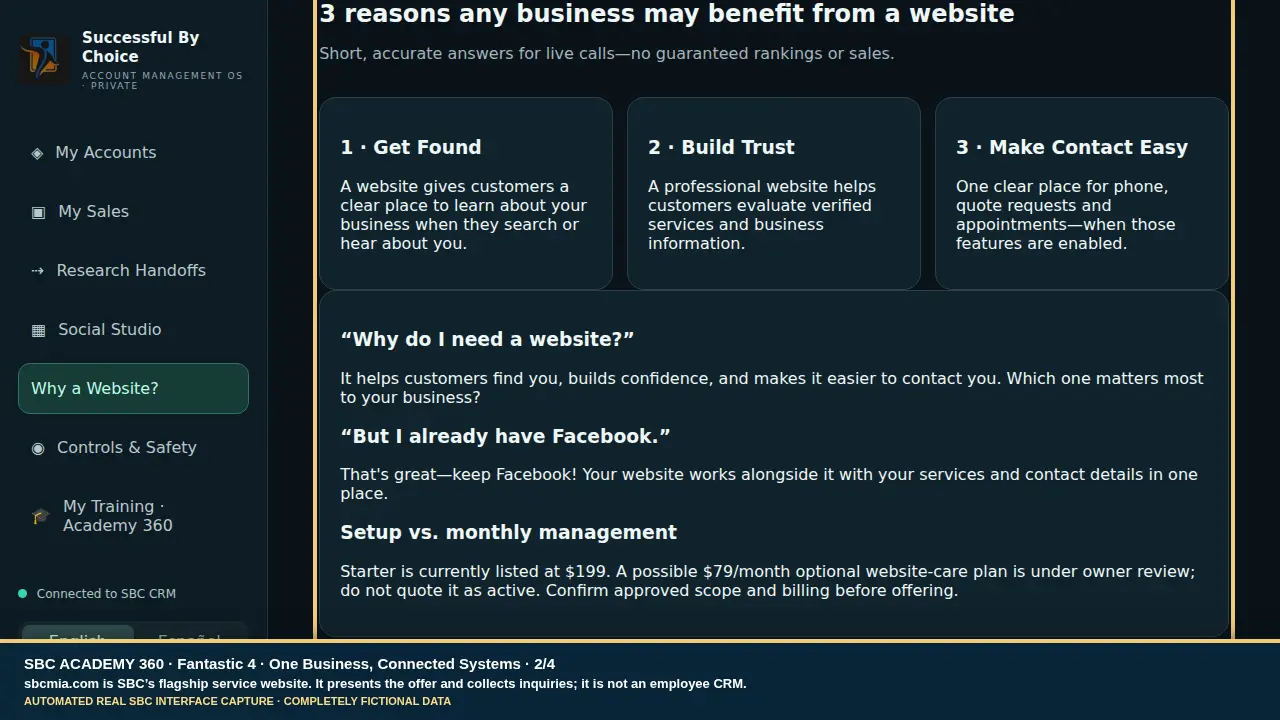 Successful By
Choice
ACCOUNT MANAGEMENT OS
· PRIVATE
My Accounts
My Sales
Research Handoffs
Social Studio
Why a Website?
Controls & Safety
My Training ·
Academy 360
Connected to SBC CRM
English Español
3 reasons any business may benefit from a website
Short, accurate answers for live calls—no guaranteed rankings or sales.
1 · Get Found
A website gives customers a
clear place to learn about your
business when they search or
hear about you.
2 · Build Trust
A professional website helps
customers evaluate verified
services and business
information.
3 · Make Contact Easy
One clear place for phone,
quote requests and
appointments—when those
features are enabled.
“Why do I need a website?”
It helps customers find you, builds confidence, and makes it easier to contact you. Which one matters most
to your business?
“But I already have Facebook.”
That's great—keep Facebook! Your website works alongside it with your services and contact details in one
place.
Setup vs. monthly management
Starter is currently listed at $199. A possible $79/month optional website-care plan is under owner review;
do not quote it as active. Confirm approved scope and billing before offering.
SBC ACADEMY 360 · Fantastic 4 · One Business, Connected Systems · 2/4
sbcmia.com is SBC’s flagship service website. It presents the offer and collects inquiries; it is not an employee CRM.
AUTOMATED REAL SBC INTERFACE CAPTURE · COMPLETELY FICTIONAL DATA